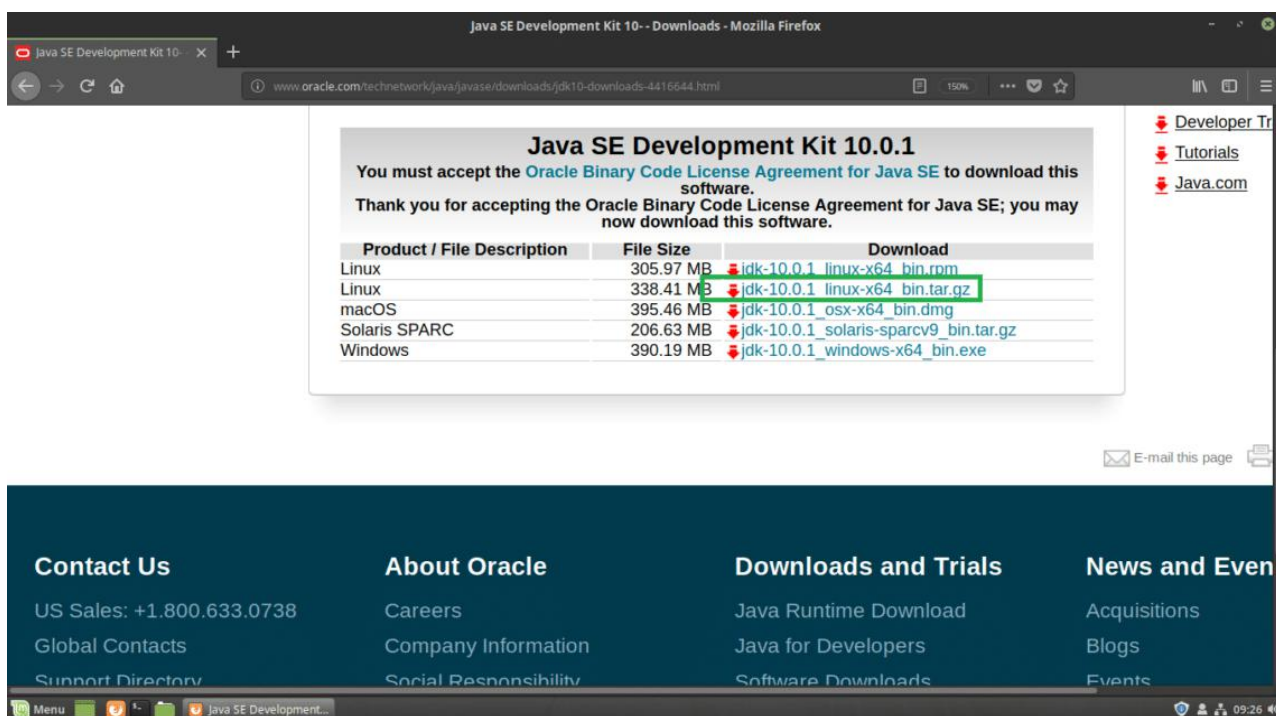 Java SE Development Kit 10- - Downloads - Mozilla Firefox
Java SE Development Kit 10- -
www.oracle.com/technetwork/java/javase/downloads/jdk10-downloads-4416644.html 150%
Developer Tr
Tutorials
Java.com
Java SE Development Kit 10.0.1
You must accept the Oracle Binary Code License Agreement for Java SE to download this
software.
Thank you for accepting the Oracle Binary Code License Agreement for Java SE; you may
now download this software.
Product / File Description File Size Download
Linux 305.97 MB jdk-10.0.1_linux-x64_bin.rpm
Linux 338.41 MB jdk-10.0.1_linux-x64_bin.tar.gz
macOS 395.46 MB jdk-10.0.1_osx-x64_bin.dmg
Solaris SPARC 206.63 MB jdk-10.0.1_solaris-sparcv9_bin.tar.gz
Windows 390.19 MB jdk-10.0.1_windows-x64_bin.exe
E-mail this page
Contact Us About Oracle Downloads and Trials News and Even
US Sales: +1.800.633.0738 Careers Java Runtime Download Acquisitions
Global Contacts Company Information Java for Developers Blogs
Support Directory Social Responsibility Software Downloads Events
Menu Java SE Development... 09:26